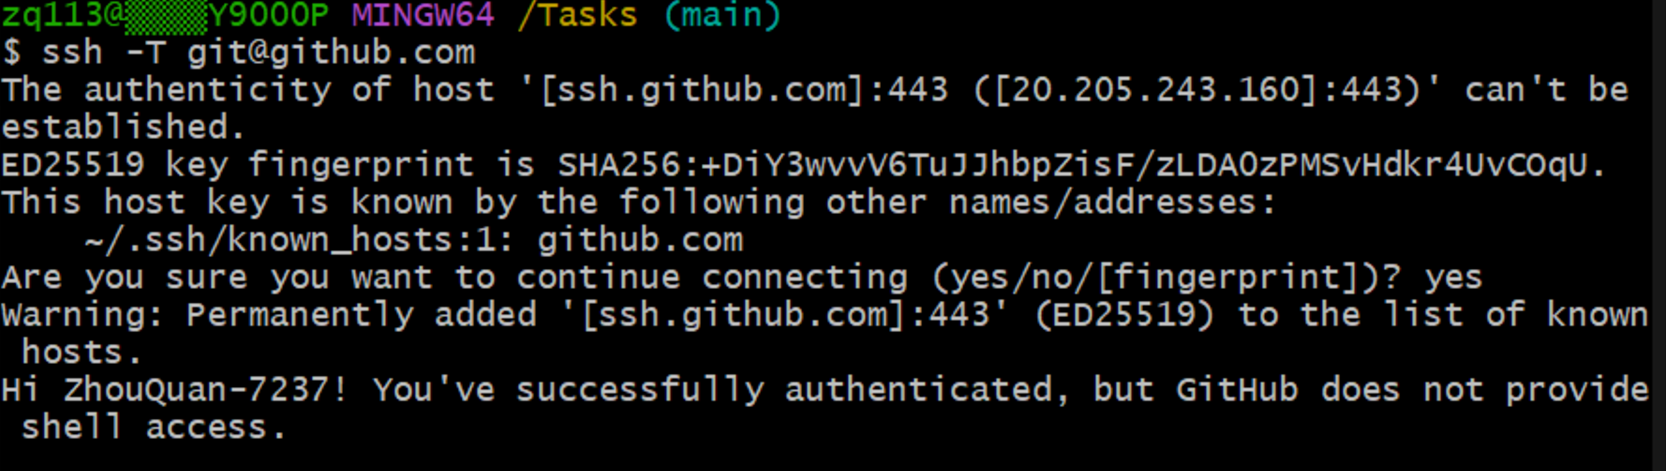 zq113@▒▒▒▒Y9000P MINGW64 /Tasks (main)
$ ssh -T git@github.com
The authenticity of host '[ssh.github.com]:443 ([20.205.243.160]:443)' can't be
established.
ED25519 key fingerprint is SHA256:+DiY3wvvV6TuJJhbpZisF/zLDA0zPMSvHdkr4UvCOqU.
This host key is known by the following other names/addresses:
    ~/.ssh/known_hosts:1: github.com
Are you sure you want to continue connecting (yes/no/[fingerprint])? yes
Warning: Permanently added '[ssh.github.com]:443' (ED25519) to the list of known
 hosts.
Hi ZhouQuan-7237! You've successfully authenticated, but GitHub does not provide
 shell access.